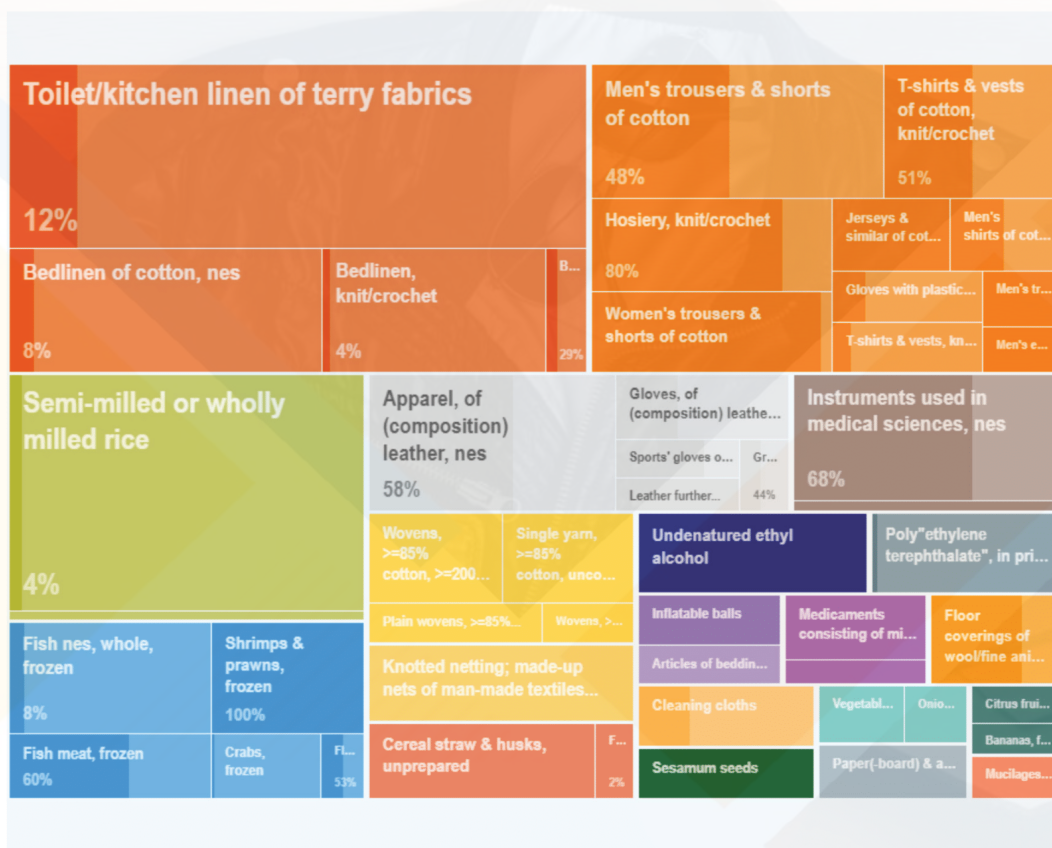 Toilet/kitchen linen of terry fabrics
12%
Bedlinen of cotton, nes
8%
Bedlinen,
knit/crochet
4%
B...
29%
Men's trousers & shorts
of cotton
48%
T-shirts & vests
of cotton,
knit/crochet
51%
Hosiery, knit/crochet
80%
Women's trousers &
shorts of cotton
Jerseys &
similar of cot...
Men's
shirts of cot...
Gloves with plastic...
Men's tr...
T-shirts & vests, kn...
Men's e...
Semi-milled or wholly
milled rice
4%
Fish nes, whole,
frozen
8%
Shrimps &
prawns,
frozen
100%
Fish meat, frozen
60%
Crabs,
frozen
Fl...
53%
Apparel, of
(composition)
leather, nes
58%
Gloves, of
(composition) leathe...
Sports' gloves o...
Gr...
44%
Leather further...
Instruments used in
medical sciences, nes
68%
Wovens,
>=85%
cotton, >=200...
Single yarn,
>=85%
cotton, unco...
Plain wovens, >=85%...
Wovens, >...
Knotted netting; made-up
nets of man-made textiles...
Cereal straw & husks,
unprepared
F...
2%
Undenatured ethyl
alcohol
Poly"ethylene
terephthalate", in pri...
Inflatable balls
Articles of beddin...
Medicaments
consisting of mi...
Floor
coverings of
wool/fine ani...
Cleaning cloths
Sesamum seeds
Vegetabl...
Onio...
Paper(-board) & a...
Citrus frui...
Bananas, f...
Mucilages...